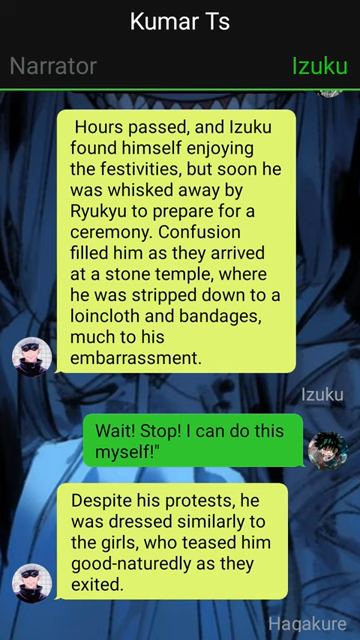 Kumar Ts
Narrator
Izuku
Hours passed, and Izuku
found himself enjoying
the festivities, but soon he
was whisked away by
Ryukyu to prepare for a
ceremony. Confusion
filled him as they arrived
at a stone temple, where
he was stripped down to a
loincloth and bandages,
much to his
embarrassment.
Izuku
Wait! Stop! I can do this
myself!"
Despite his protests, he
was dressed similarly to
the girls, who teased him
good-naturedly as they
exited.
Hagakure